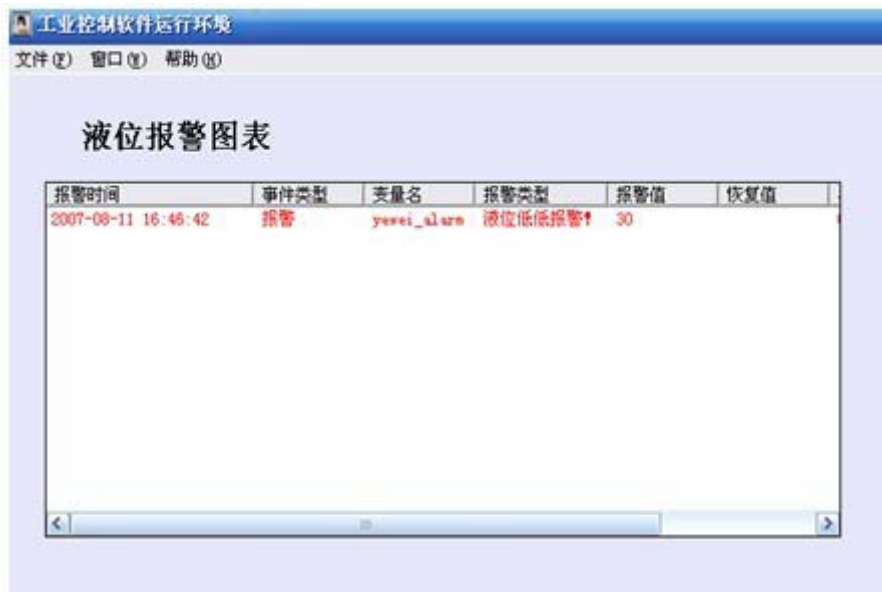 工业控制软件运行环境
文件(F) 窗口(W) 帮助(H)
液位报警图表
报警时间 事件类型 变量名 报警类型 报警值 恢复值
2007-08-11 16:46:42 报警 yewei_alarm 液位低低报警! 30